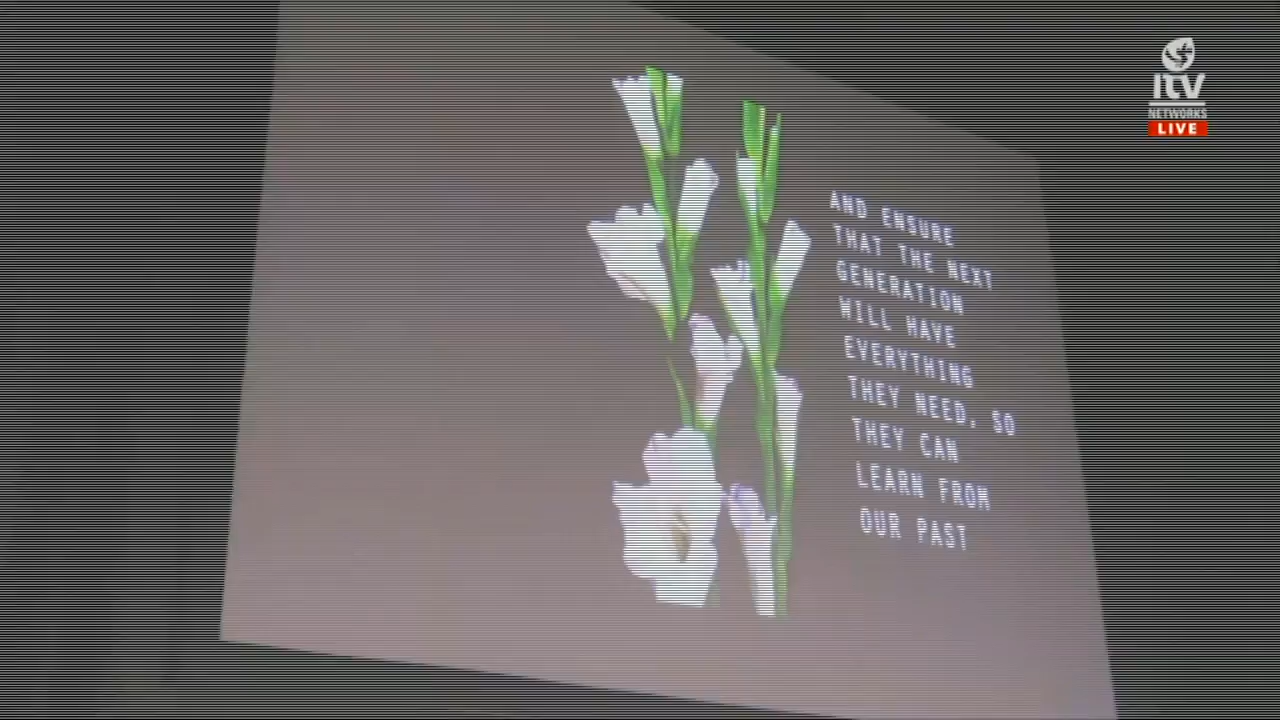 ITV
NETWORKS
LIVE
AND ENSURE
THAT THE NEXT
GENERATION
WILL HAVE
EVERYTHING
THEY NEED, SO
THEY CAN
LEARN FROM
OUR PAST